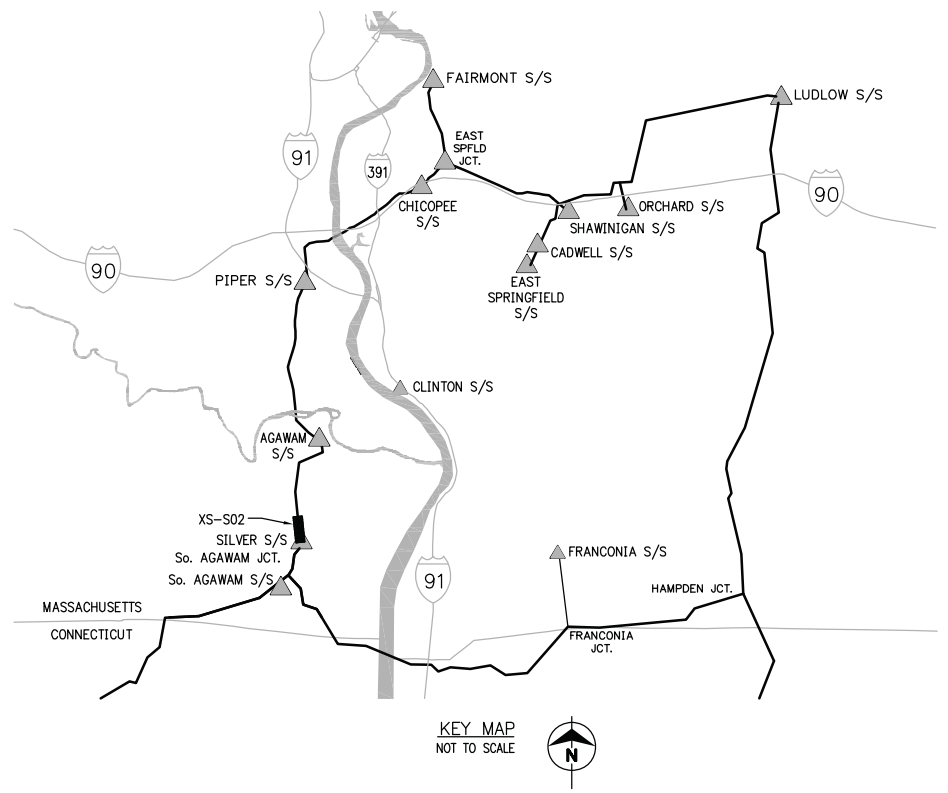 FAIRMONT S/S
LUDLOW S/S
EAST
SPFLD
JCT.
91
391
CHICOPEE
S/S
90
ORCHARD S/S
SHAWINIGAN S/S
CADWELL S/S
EAST
SPRINGFIELD
S/S
90
PIPER S/S
CLINTON S/S
AGAWAM
S/S
XS-S02
SILVER S/S
So. AGAWAM JCT.
So. AGAWAM S/S
FRANCONIA S/S
91
HAMPDEN JCT.
MASSACHUSETTS
CONNECTICUT
FRANCONIA
JCT.
KEY MAP
NOT TO SCALE
N